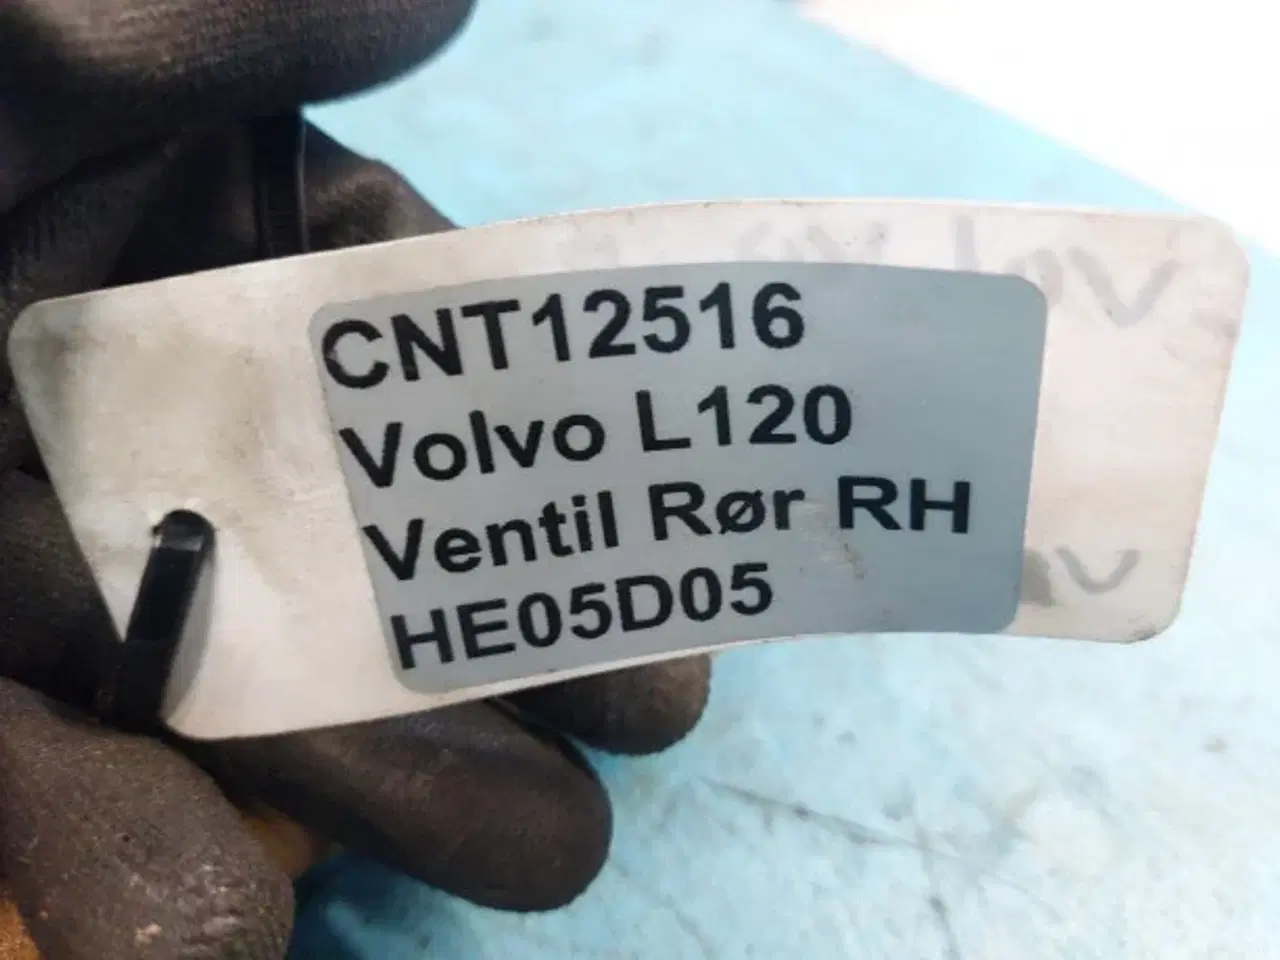 CNT12516
Volvo L120
Ventil Rør RH
HE05D05